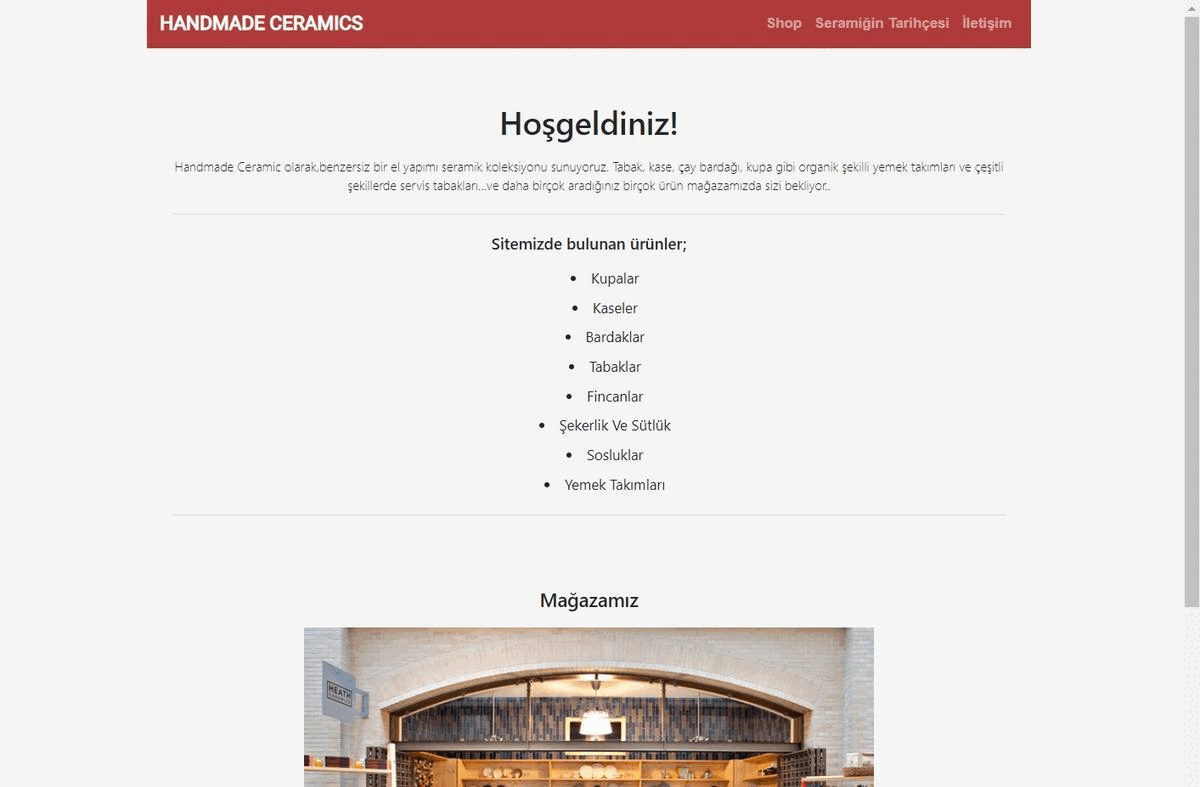 HANDMADE CERAMICS
Shop Seramiğin Tarihçesi İletişim
Hoşgeldiniz!
Handmade Ceramic olarak,benzersiz bir el yapımı seramik koleksiyonu sunuyoruz. Tabak, kase, çay bardağı, kupa gibi organik şekilli yemek takımları ve çeşitli
şekillerde servis tabakları...ve daha birçok aradığınız birçok ürün mağazamızda sizi bekliyor..
Sitemizde bulunan ürünler;
• Kupalar
• Kaseler
• Bardaklar
• Tabaklar
• Fincanlar
• Şekerlik Ve Sütlük
• Sosluklar
• Yemek Takımları
Mağazamız
HEATH
CERAMICS